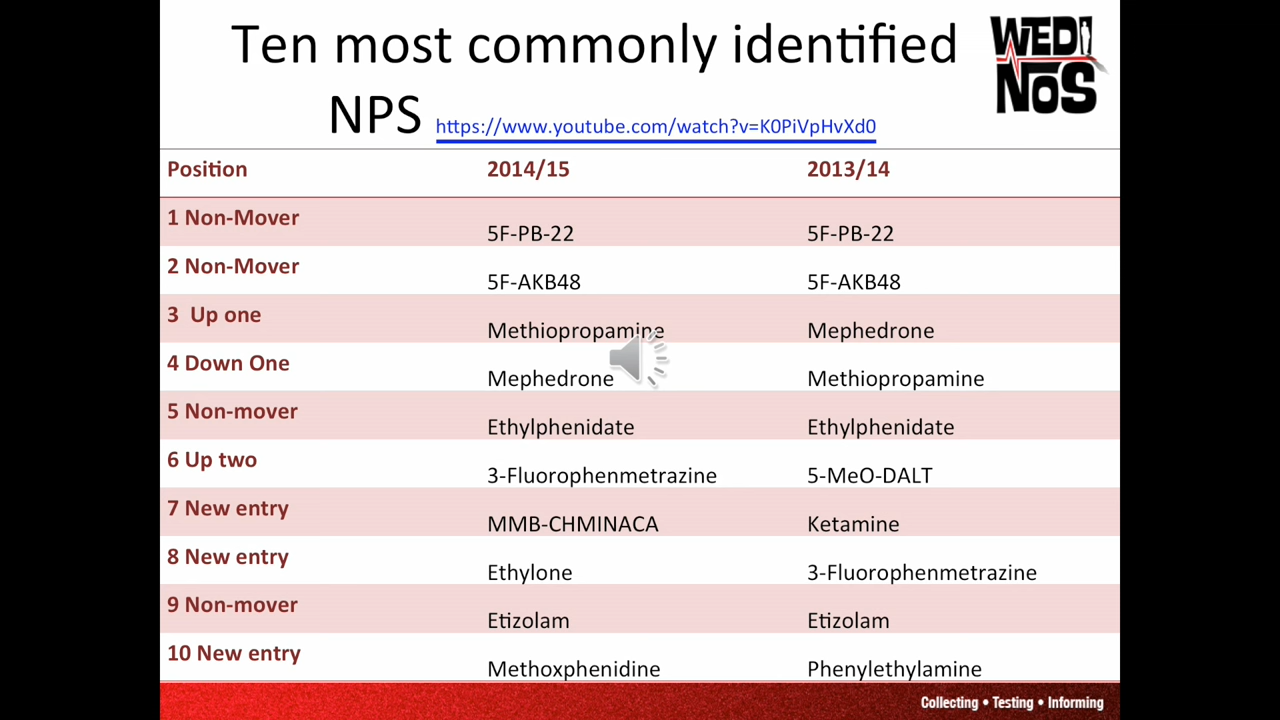 Ten most commonly identified
NPS https://www.youtube.com/watch?v=K0PiVpHvXd0
WEDI
NOS
Position 2014/15 2013/14
1 Non-Mover 5F-PB-22 5F-PB-22
2 Non-Mover 5F-AKB48 5F-AKB48
3  Up one Methiopropamine Mephedrone
4 Down One Mephedrone Methiopropamine
5 Non-mover Ethylphenidate Ethylphenidate
6 Up two 3-Fluorophenmetrazine 5-MeO-DALT
7 New entry MMB-CHMINACA Ketamine
8 New entry Ethylone 3-Fluorophenmetrazine
9 Non-mover Etizolam Etizolam
10 New entry Methoxphenidine Phenylethylamine
Collecting • Testing • Informing